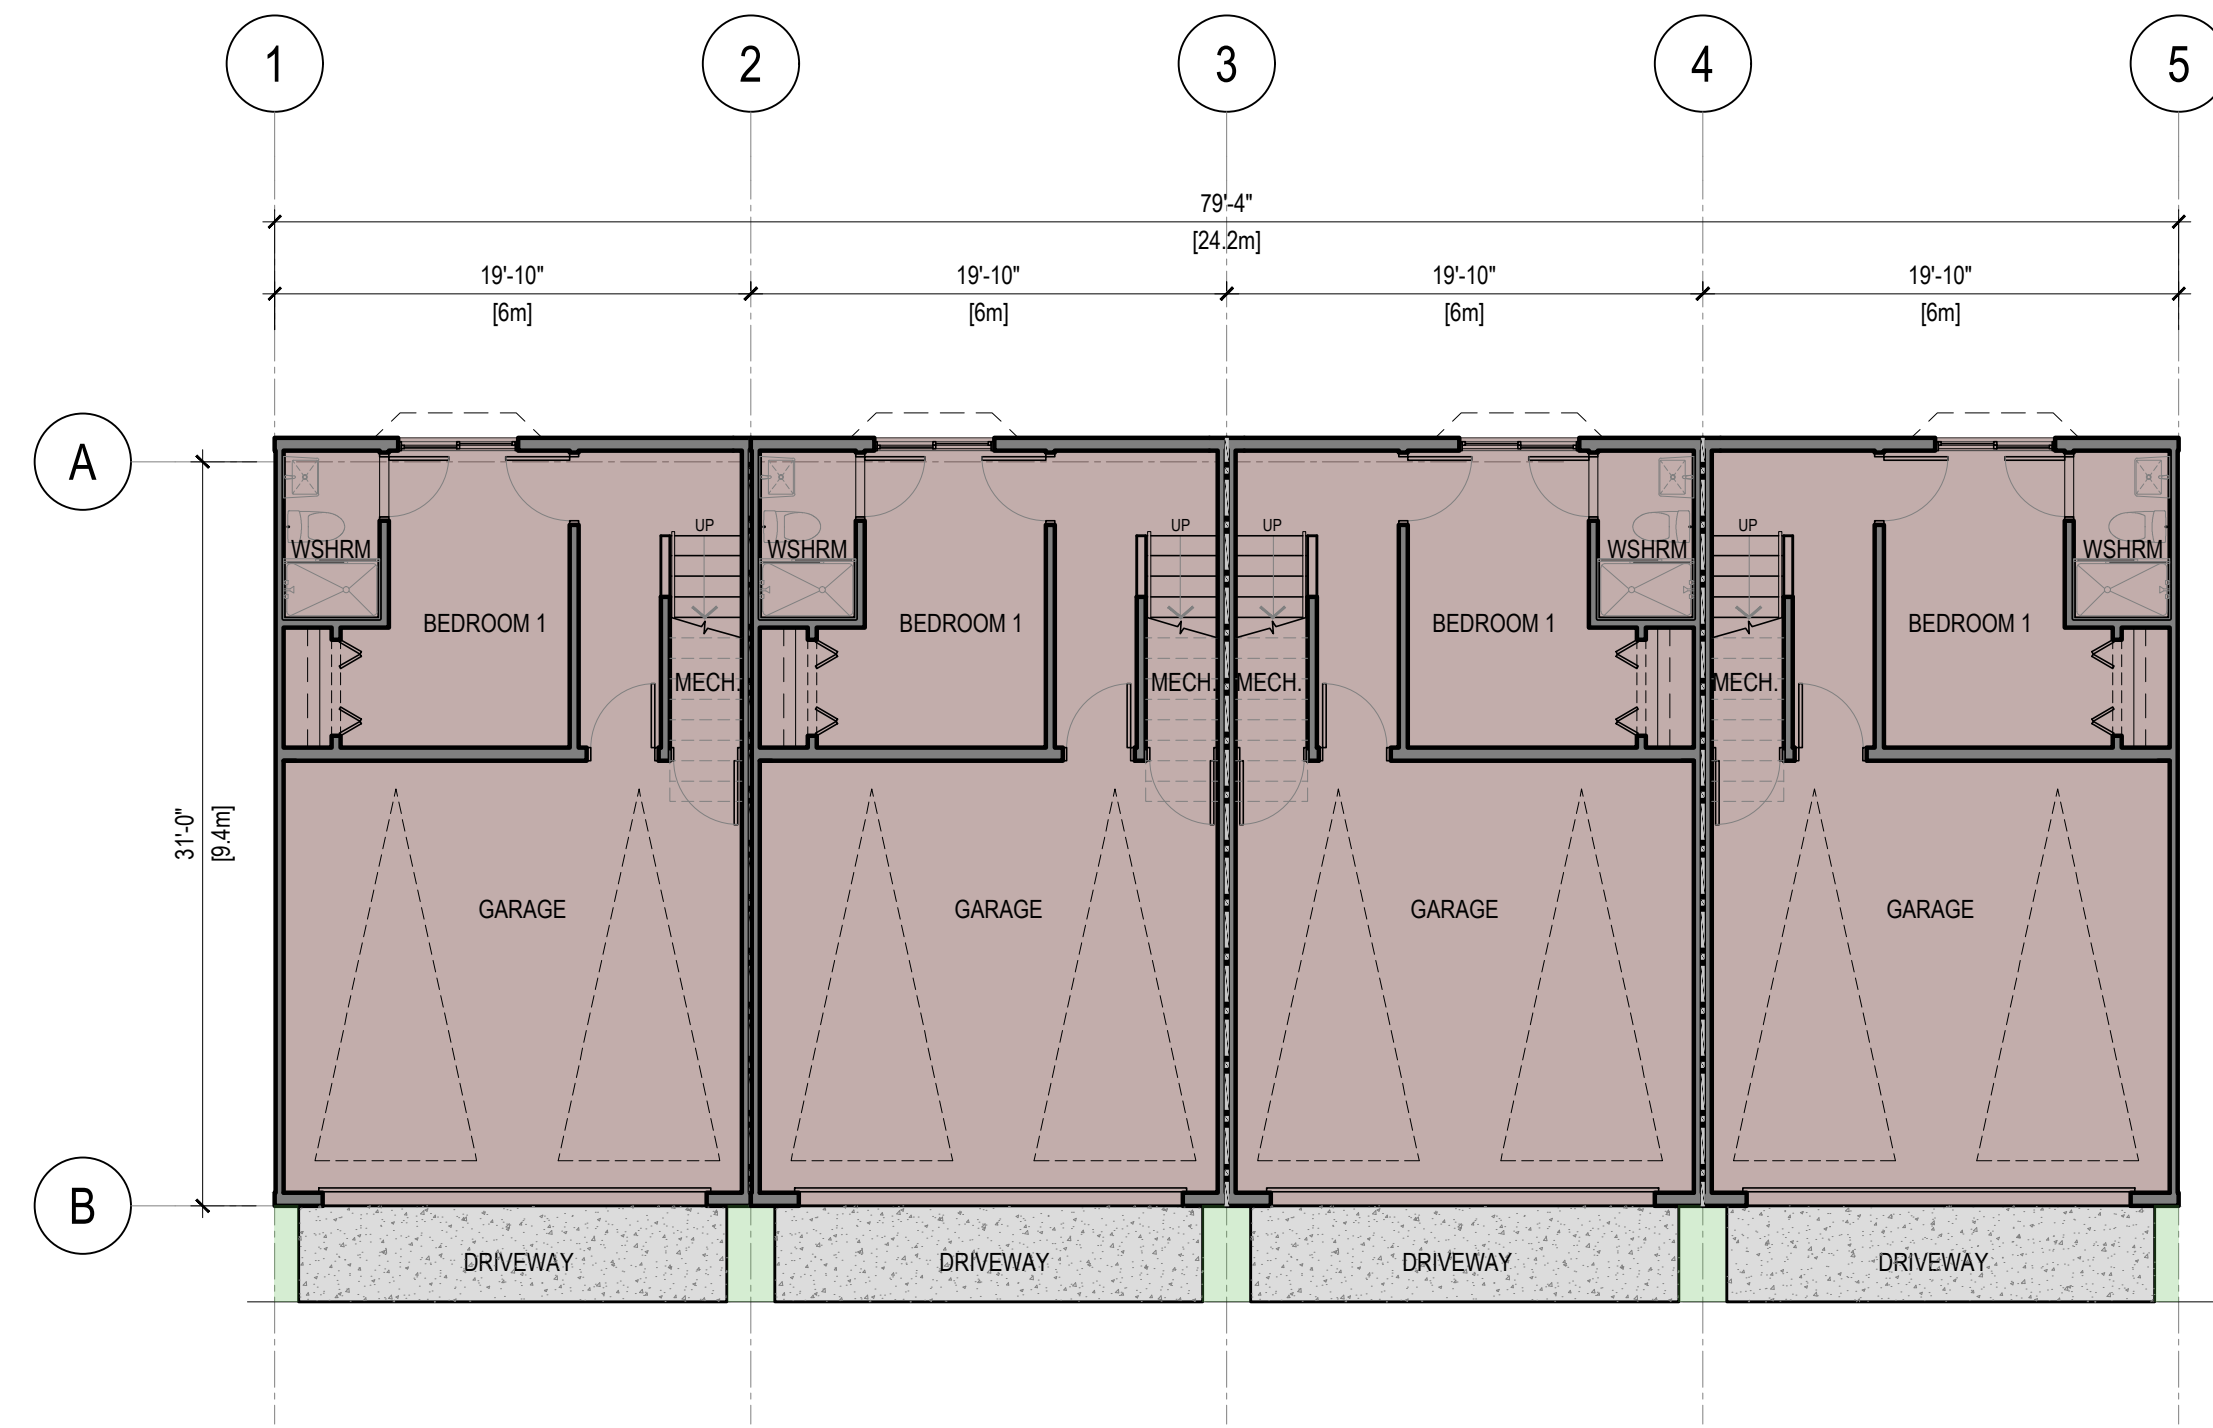 1 2 3 4 5
79'-4"
[24.2m]
19'-10" 19'-10" 19'-10" 19'-10"
[6m] [6m] [6m] [6m]
A
UP UP UP UP
WSHRM WSHRM WSHRM WSHRM
BEDROOM 1 BEDROOM 1 BEDROOM 1 BEDROOM 1
MECH. MECH. MECH. MECH.
31'-0"
[9.4m]
GARAGE GARAGE GARAGE GARAGE
B
DRIVEWAY DRIVEWAY DRIVEWAY DRIVEWAY